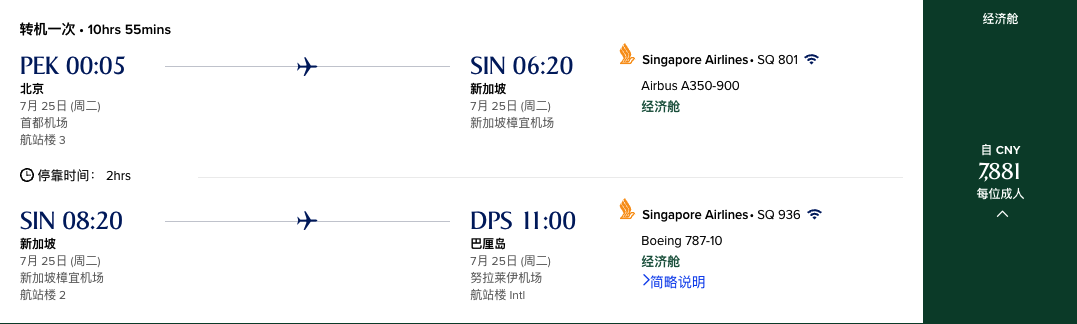 经济舱
转机一次 • 10hrs 55mins
PEK 00:05
SIN 06:20
Singapore Airlines • SQ 801
北京
新加坡
Airbus A350-900
7月 25日 (周二)
7月 25日 (周二)
经济舱
首都机场
新加坡樟宜机场
航站楼 3
自 CNY
7,881
每位成人
停靠时间： 2hrs
SIN 08:20
DPS 11:00
Singapore Airlines • SQ 936
新加坡
巴厘岛
Boeing 787-10
7月 25日 (周二)
7月 25日 (周二)
经济舱
新加坡樟宜机场
努拉莱伊机场
简略说明
航站楼 2
航站楼 Intl